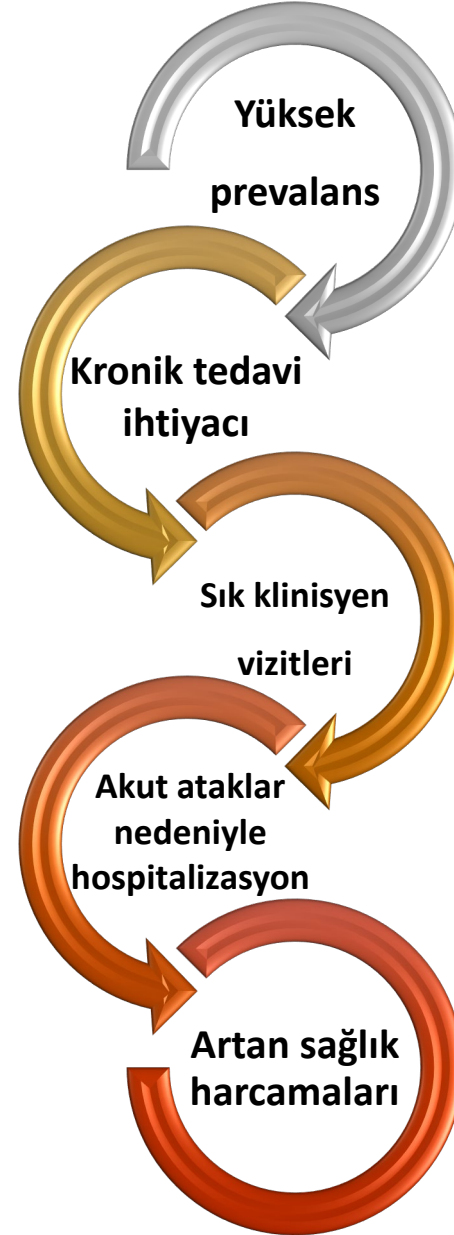 Yüksek
prevalans
Kronik tedavi
ihtiyacı
Sık klinisyen
vizitleri
Akut ataklar
nedeniyle
hospitalizasyon
Artan sağlık
harcamaları